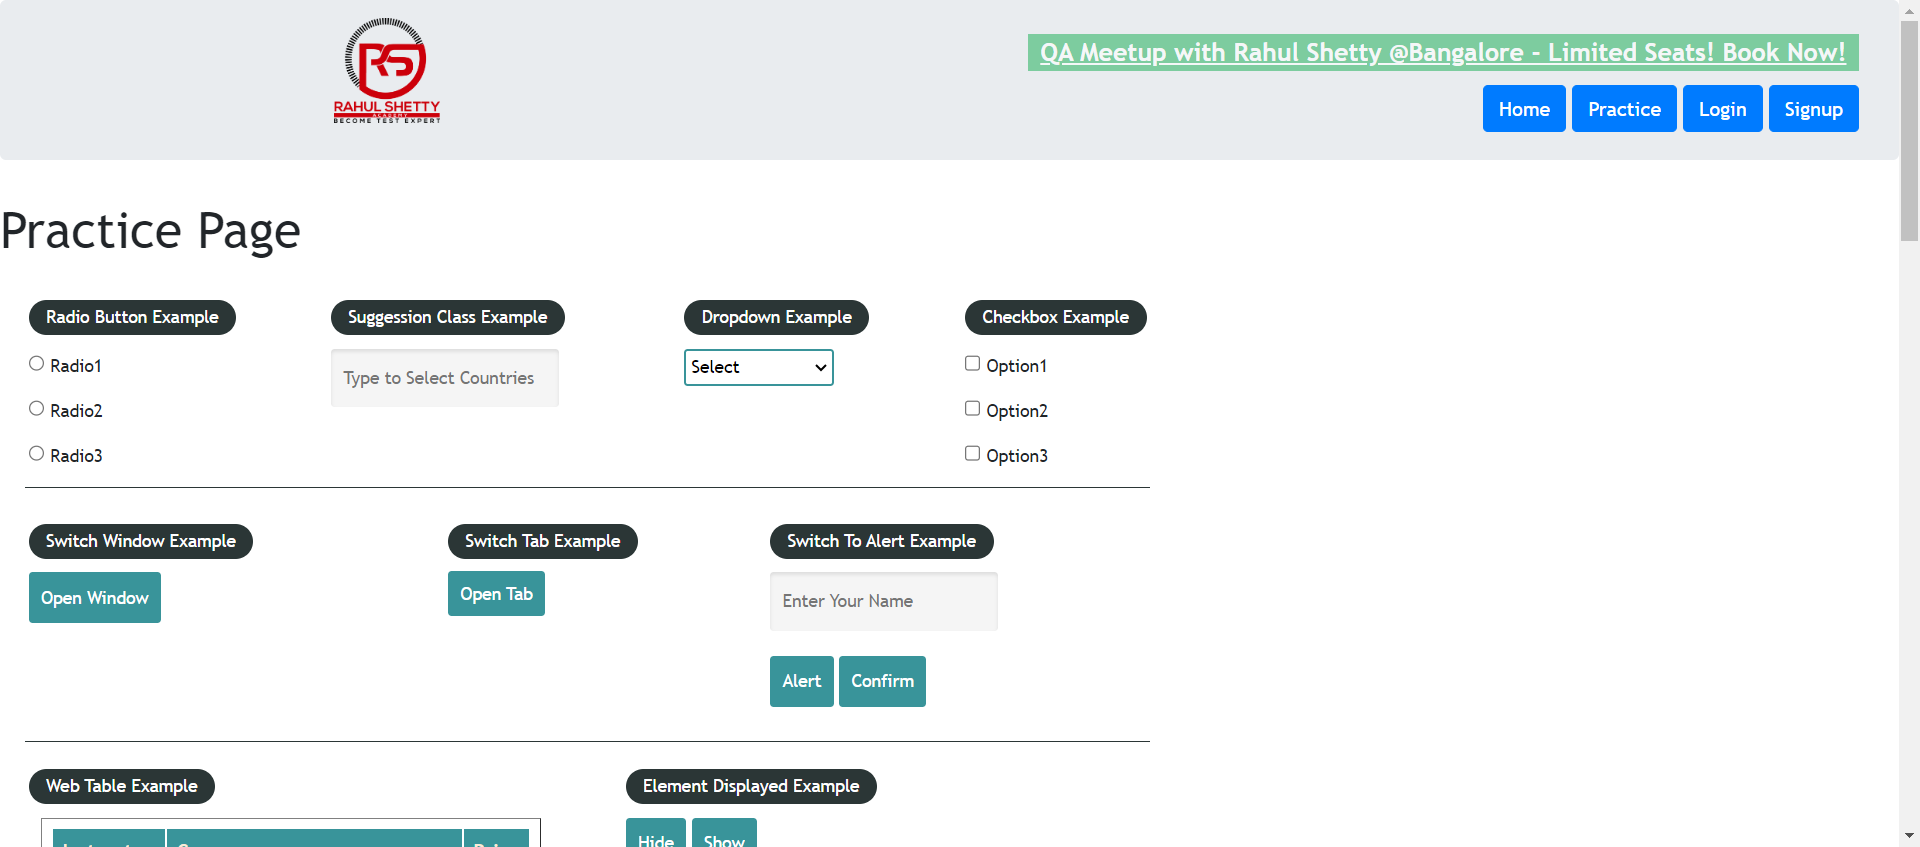 RAHUL SHETTY
ACADEMY
BECOME TEST EXPERT
QA Meetup with Rahul Shetty @Bangalore - Limited Seats! Book Now!
Home Practice Login Signup
Practice Page
Radio Button Example
Radio1
Radio2
Radio3
Suggession Class Example
Type to Select Countries
Dropdown Example
Select
Checkbox Example
Option1
Option2
Option3
Switch Window Example
Open Window
Switch Tab Example
Open Tab
Switch To Alert Example
Enter Your Name
Alert Confirm
Web Table Example
Element Displayed Example
Hide Show